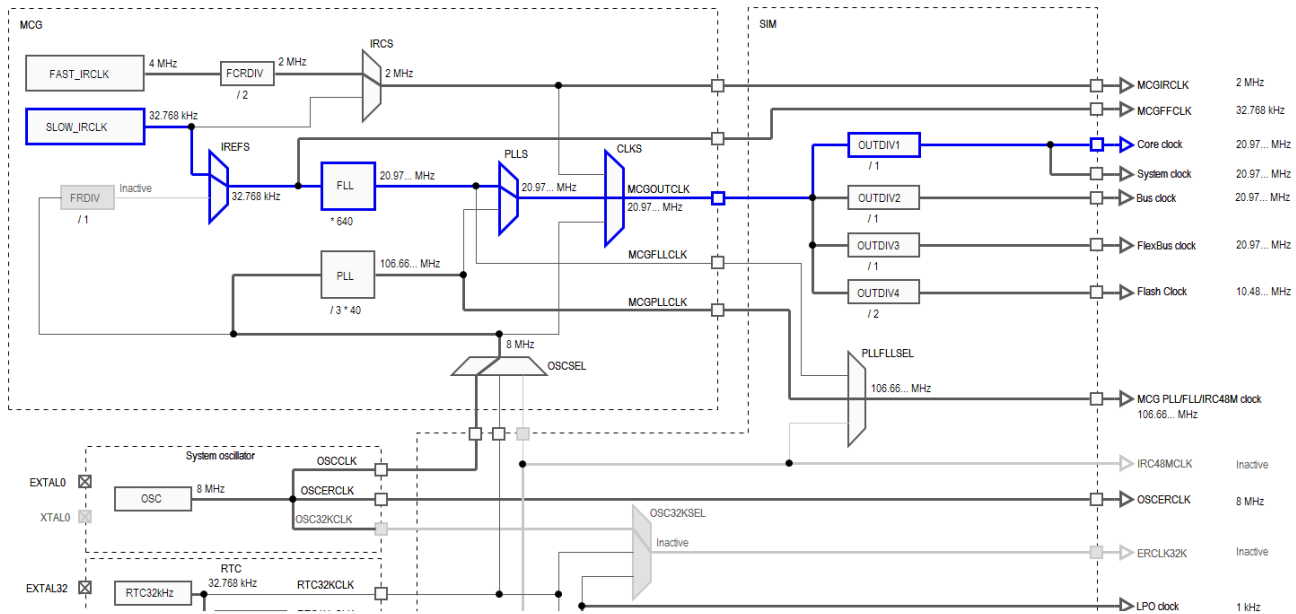 MCG
SIM
IRCS
FAST_IRCLK
4 MHz
FCRDIV
/ 2
2 MHz
2 MHz
MCGIRCLK
2 MHz
MCGFFCLK
32.768 kHz
SLOW_IRCLK
32.768 kHz
IREFS
PLLS
CLKS
OUTDIV1
/ 1
Core clock
20.97... MHz
System clock
20.97... MHz
FRDIV
/ 1
Inactive
32.768 kHz
FLL
* 640
20.97... MHz
20.97... MHz
MCGOUTCLK
20.97... MHz
OUTDIV2
/ 1
Bus clock
20.97... MHz
OUTDIV3
/ 1
FlexBus clock
20.97... MHz
MCGFLLCLK
PLL
/ 3 * 40
106.66... MHz
OUTDIV4
/ 2
Flash Clock
10.48... MHz
MCGPLLCLK
8 MHz
OSCSEL
PLLFLLSEL
106.66... MHz
MCG PLL/FLL/IRC48M clock
106.66... MHz
System oscillator
OSCCLK
IRC48MCLK
Inactive
EXTAL0
OSC
8 MHz
OSCERCLK
OSCERCLK
8 MHz
XTAL0
OSC32KCLK
OSC32KSEL
Inactive
ERCLK32K
Inactive
RTC
EXTAL32
RTC32kHz
32.768 kHz
RTC32KCLK
LPO clock
1 kHz